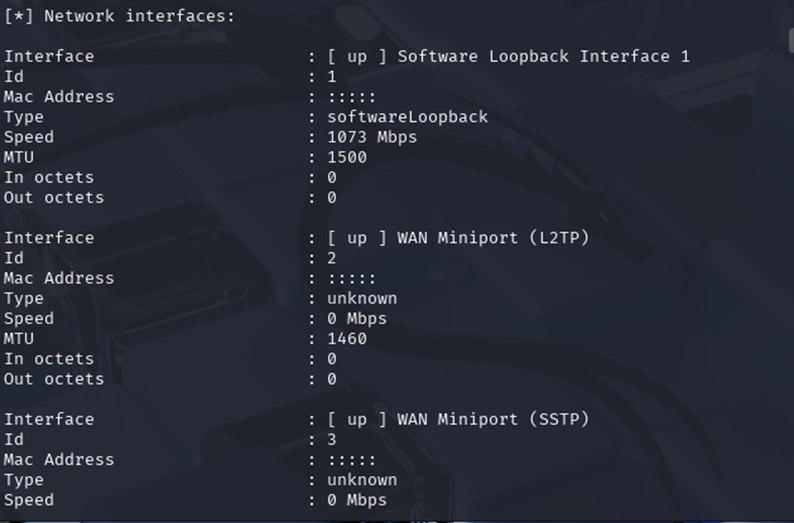 [*] Network interfaces:
Interface : [ up ] Software Loopback Interface 1
Id : 1
Mac Address : :::::
Type : softwareLoopback
Speed : 1073 Mbps
MTU : 1500
In octets : 0
Out octets : 0
Interface : [ up ] WAN Miniport (L2TP)
Id : 2
Mac Address : :::::
Type : unknown
Speed : 0 Mbps
MTU : 1460
In octets : 0
Out octets : 0
Interface : [ up ] WAN Miniport (SSTP)
Id : 3
Mac Address : :::::
Type : unknown
Speed : 0 Mbps